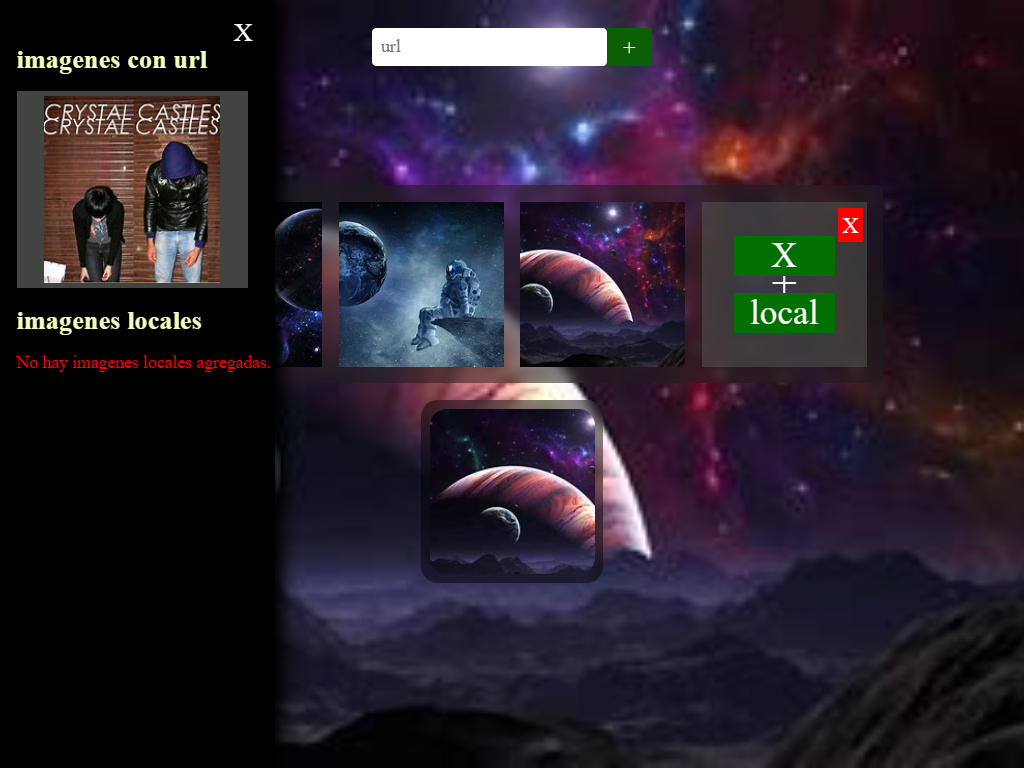 X
imagenes con url
CRYSTAL CASTLES
CRYSTAL CASTLES
imagenes locales
No hay imagenes locales agregadas.
url
+
X
X
+
local